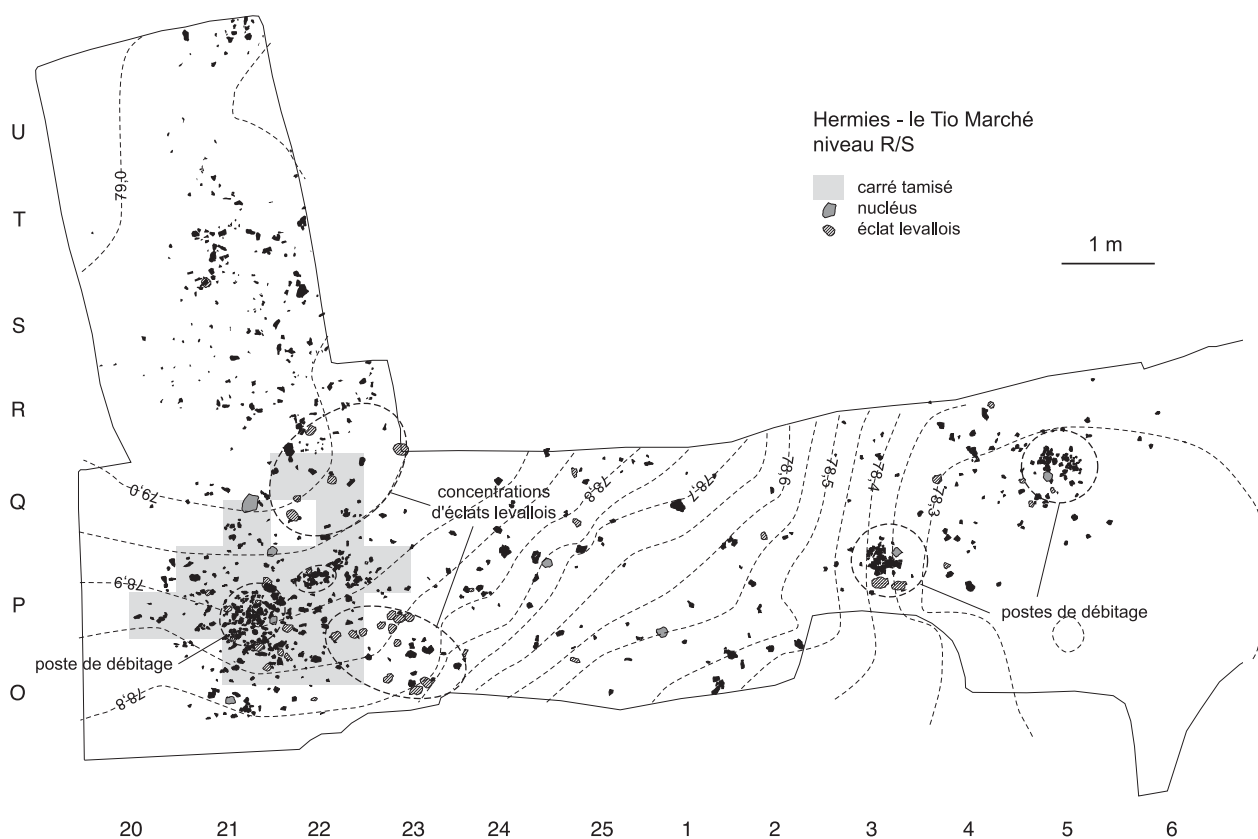 Hermies - le Tio Marché
niveau R/S
carré tamisé
nucléus
éclat levallois
1 m
U
T
S
R
Q
P
O
79,0
79,0
78,9
78,8
78,8
78,7
78,6
78,5
78,4
78,3
concentrations
d'éclats levallois
poste de débitage
postes de débitage
20 21 22 23 24 25 1 2 3 4 5 6